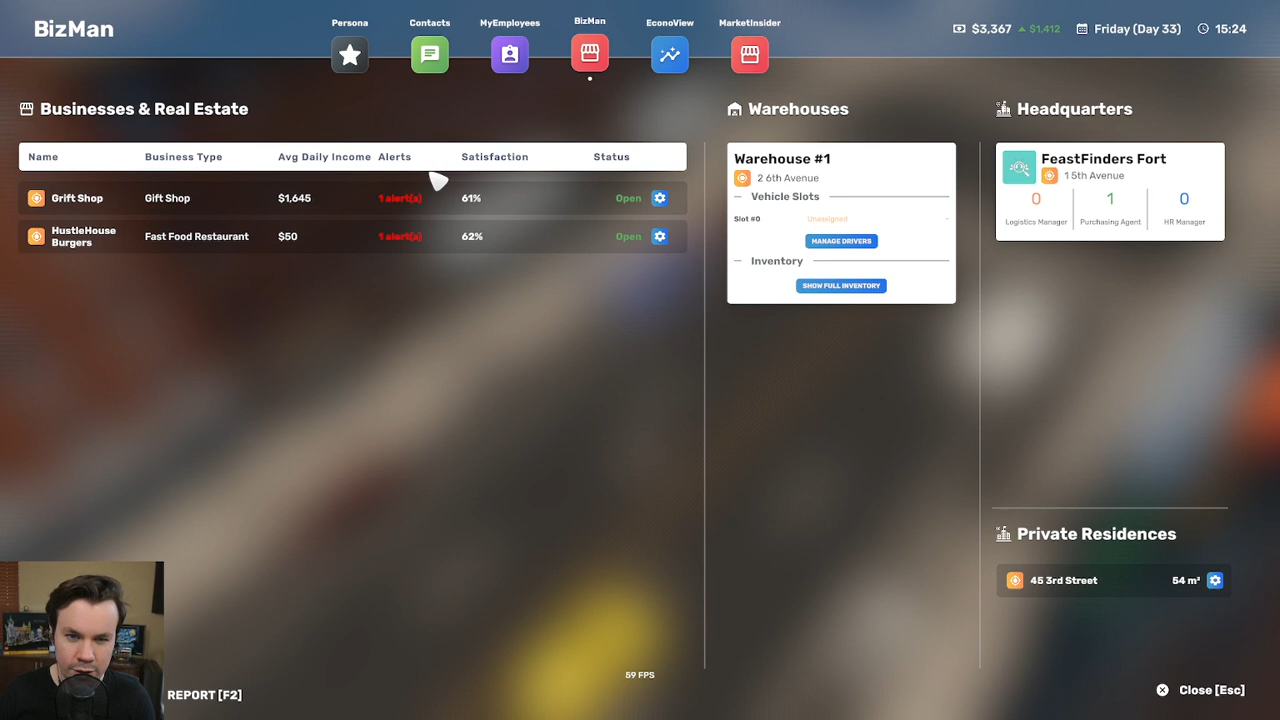 BizMan
Persona
Contacts
MyEmployees
BizMan
EconoView
MarketInsider
$3,367 ▲ $1,412
Friday (Day 33)
15:24
Businesses & Real Estate
Name Business Type Avg Daily Income Alerts Satisfaction Status
Grift Shop Gift Shop $1,645 1 alert(s) 61% Open
HustleHouse Burgers Fast Food Restaurant $50 1 alert(s) 62% Open
Warehouses
Warehouse #1
2 6th Avenue
Vehicle Slots
Slot #0 Unassigned -
MANAGE DRIVERS
Inventory
SHOW FULL INVENTORY
Headquarters
FeastFinders Fort
1 5th Avenue
0 1 0
Logistics Manager Purchasing Agent HR Manager
Private Residences
45 3rd Street 54 m²
59 FPS
REPORT [F2]
Close [Esc]